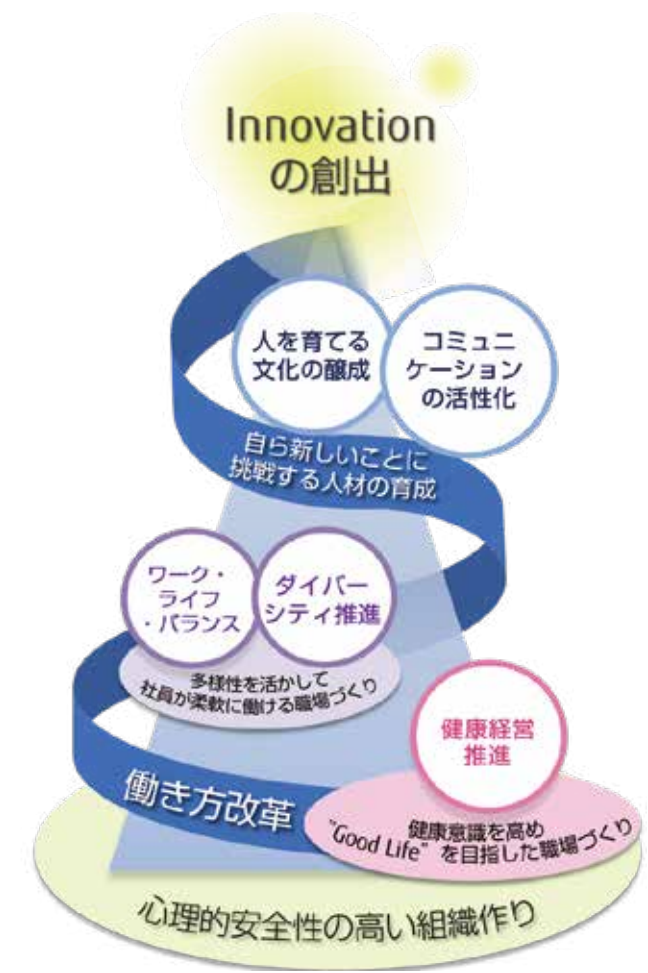 Innovation
の創出
人を育てる
文化の醸成
コミュニ
ケーション
の活性化
自ら新しいことに
挑戦する人材の育成
ワーク・
ライフ
・バランス
ダイバー
シティ推進
多様性を活かして
社員が柔軟に働ける職場づくり
健康経営
推進
働き方改革
健康意識を高め
“Good Life” を目指した職場づくり
心理的安全性の高い組織作り